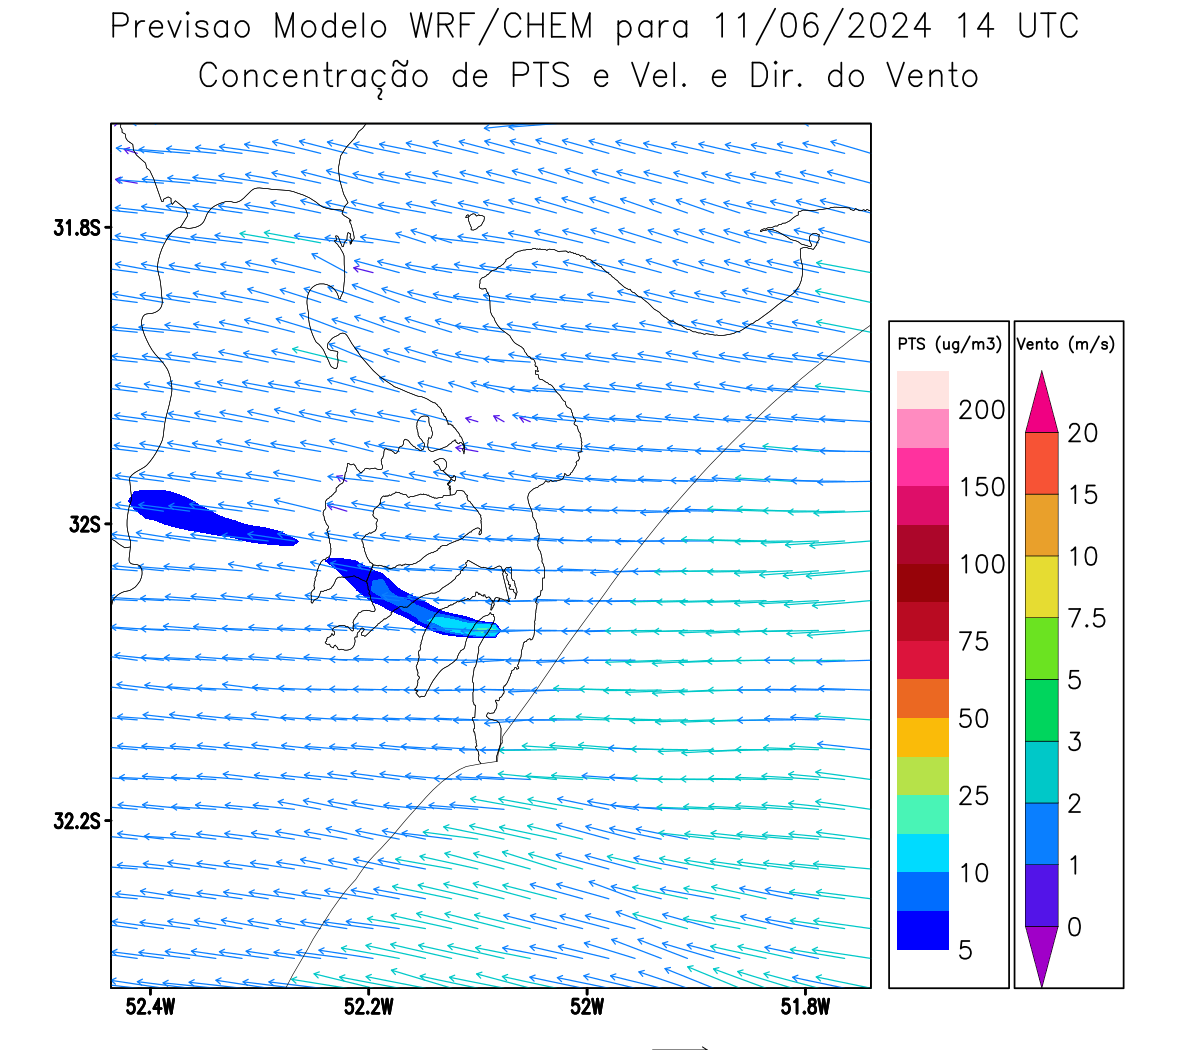 Previsao Modelo WRF/CHEM para 11/06/2024 14 UTC
Concentração de PTS e Vel. e Dir. do Vento
31.8S
32S
32.2S
52.4W 52.2W 52W 51.8W
PTS (ug/m3)
200
150
100
75
50
25
10
5
Vento (m/s)
20
15
10
7.5
5
3
2
1
0